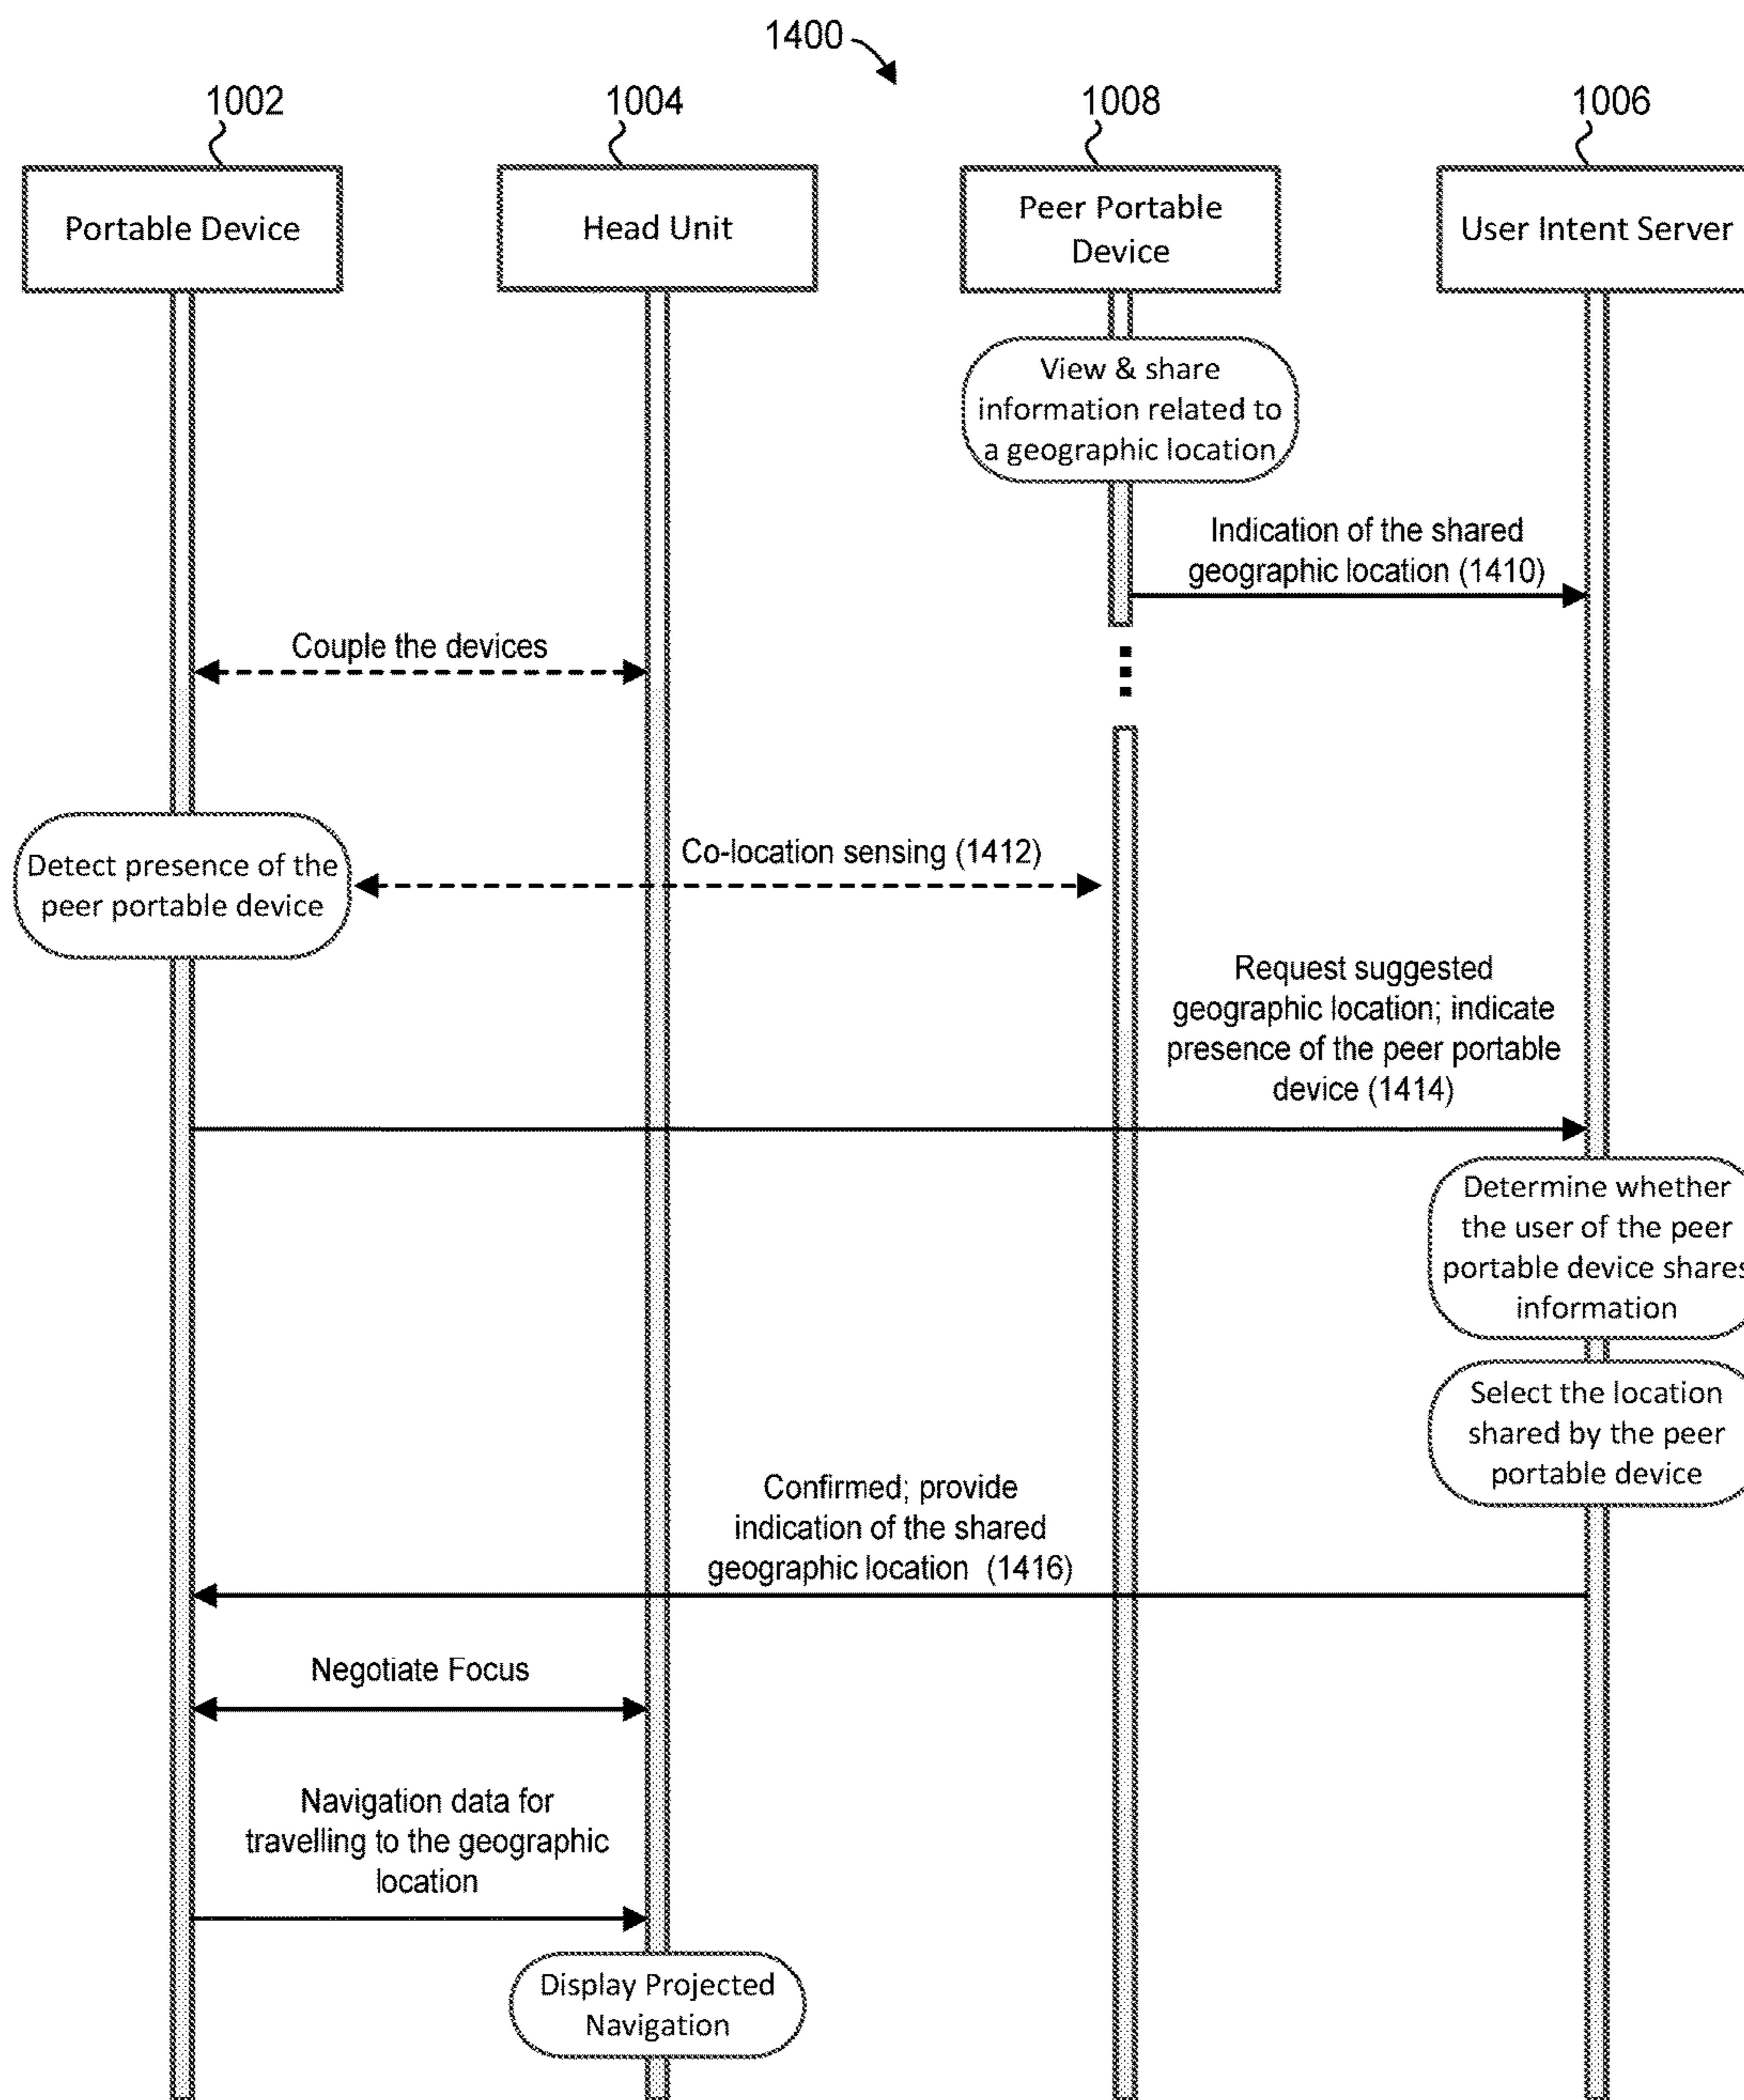 1400
1002
1004
1008
1006
Portable Device
Head Unit
Peer Portable
Device
User Intent Server
View & share
information related to
a geographic location
Indication of the shared
geographic location (1410)
Couple the devices
Detect presence of the
peer portable device
Co-location sensing (1412)
Request suggested
geographic location; indicate
presence of the peer portable
device (1414)
Determine whether
the user of the peer
portable device shares
information
Select the location
shared by the peer
portable device
Confirmed; provide
indication of the shared
geographic location (1416)
Negotiate Focus
Navigation data for
travelling to the geographic
location
Display Projected
Navigation